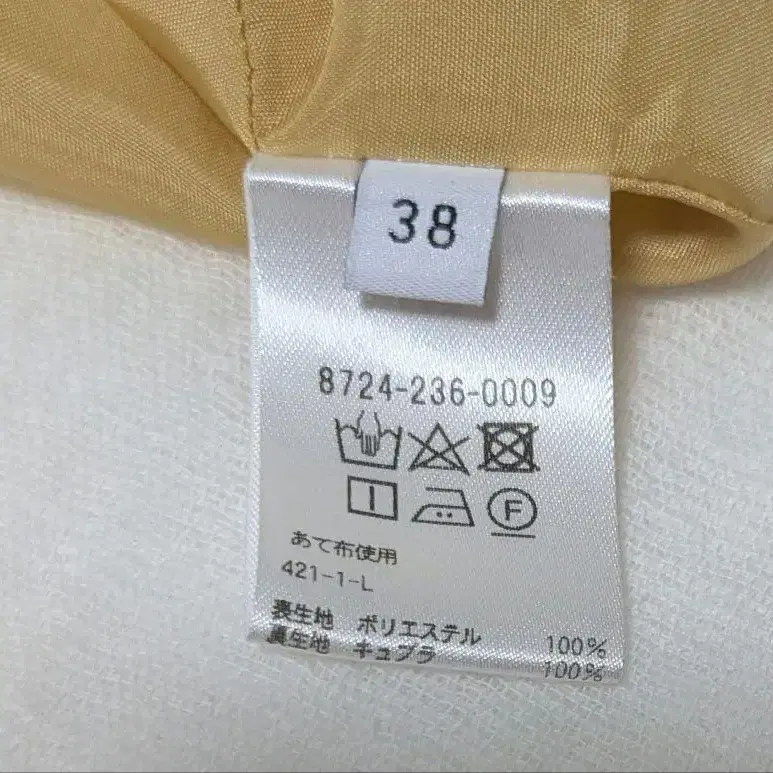 38
8724-236-0009
F
あて布使用
421-1-L
表生地 ポリエステル 100%
裏生地 キュプラ 100%